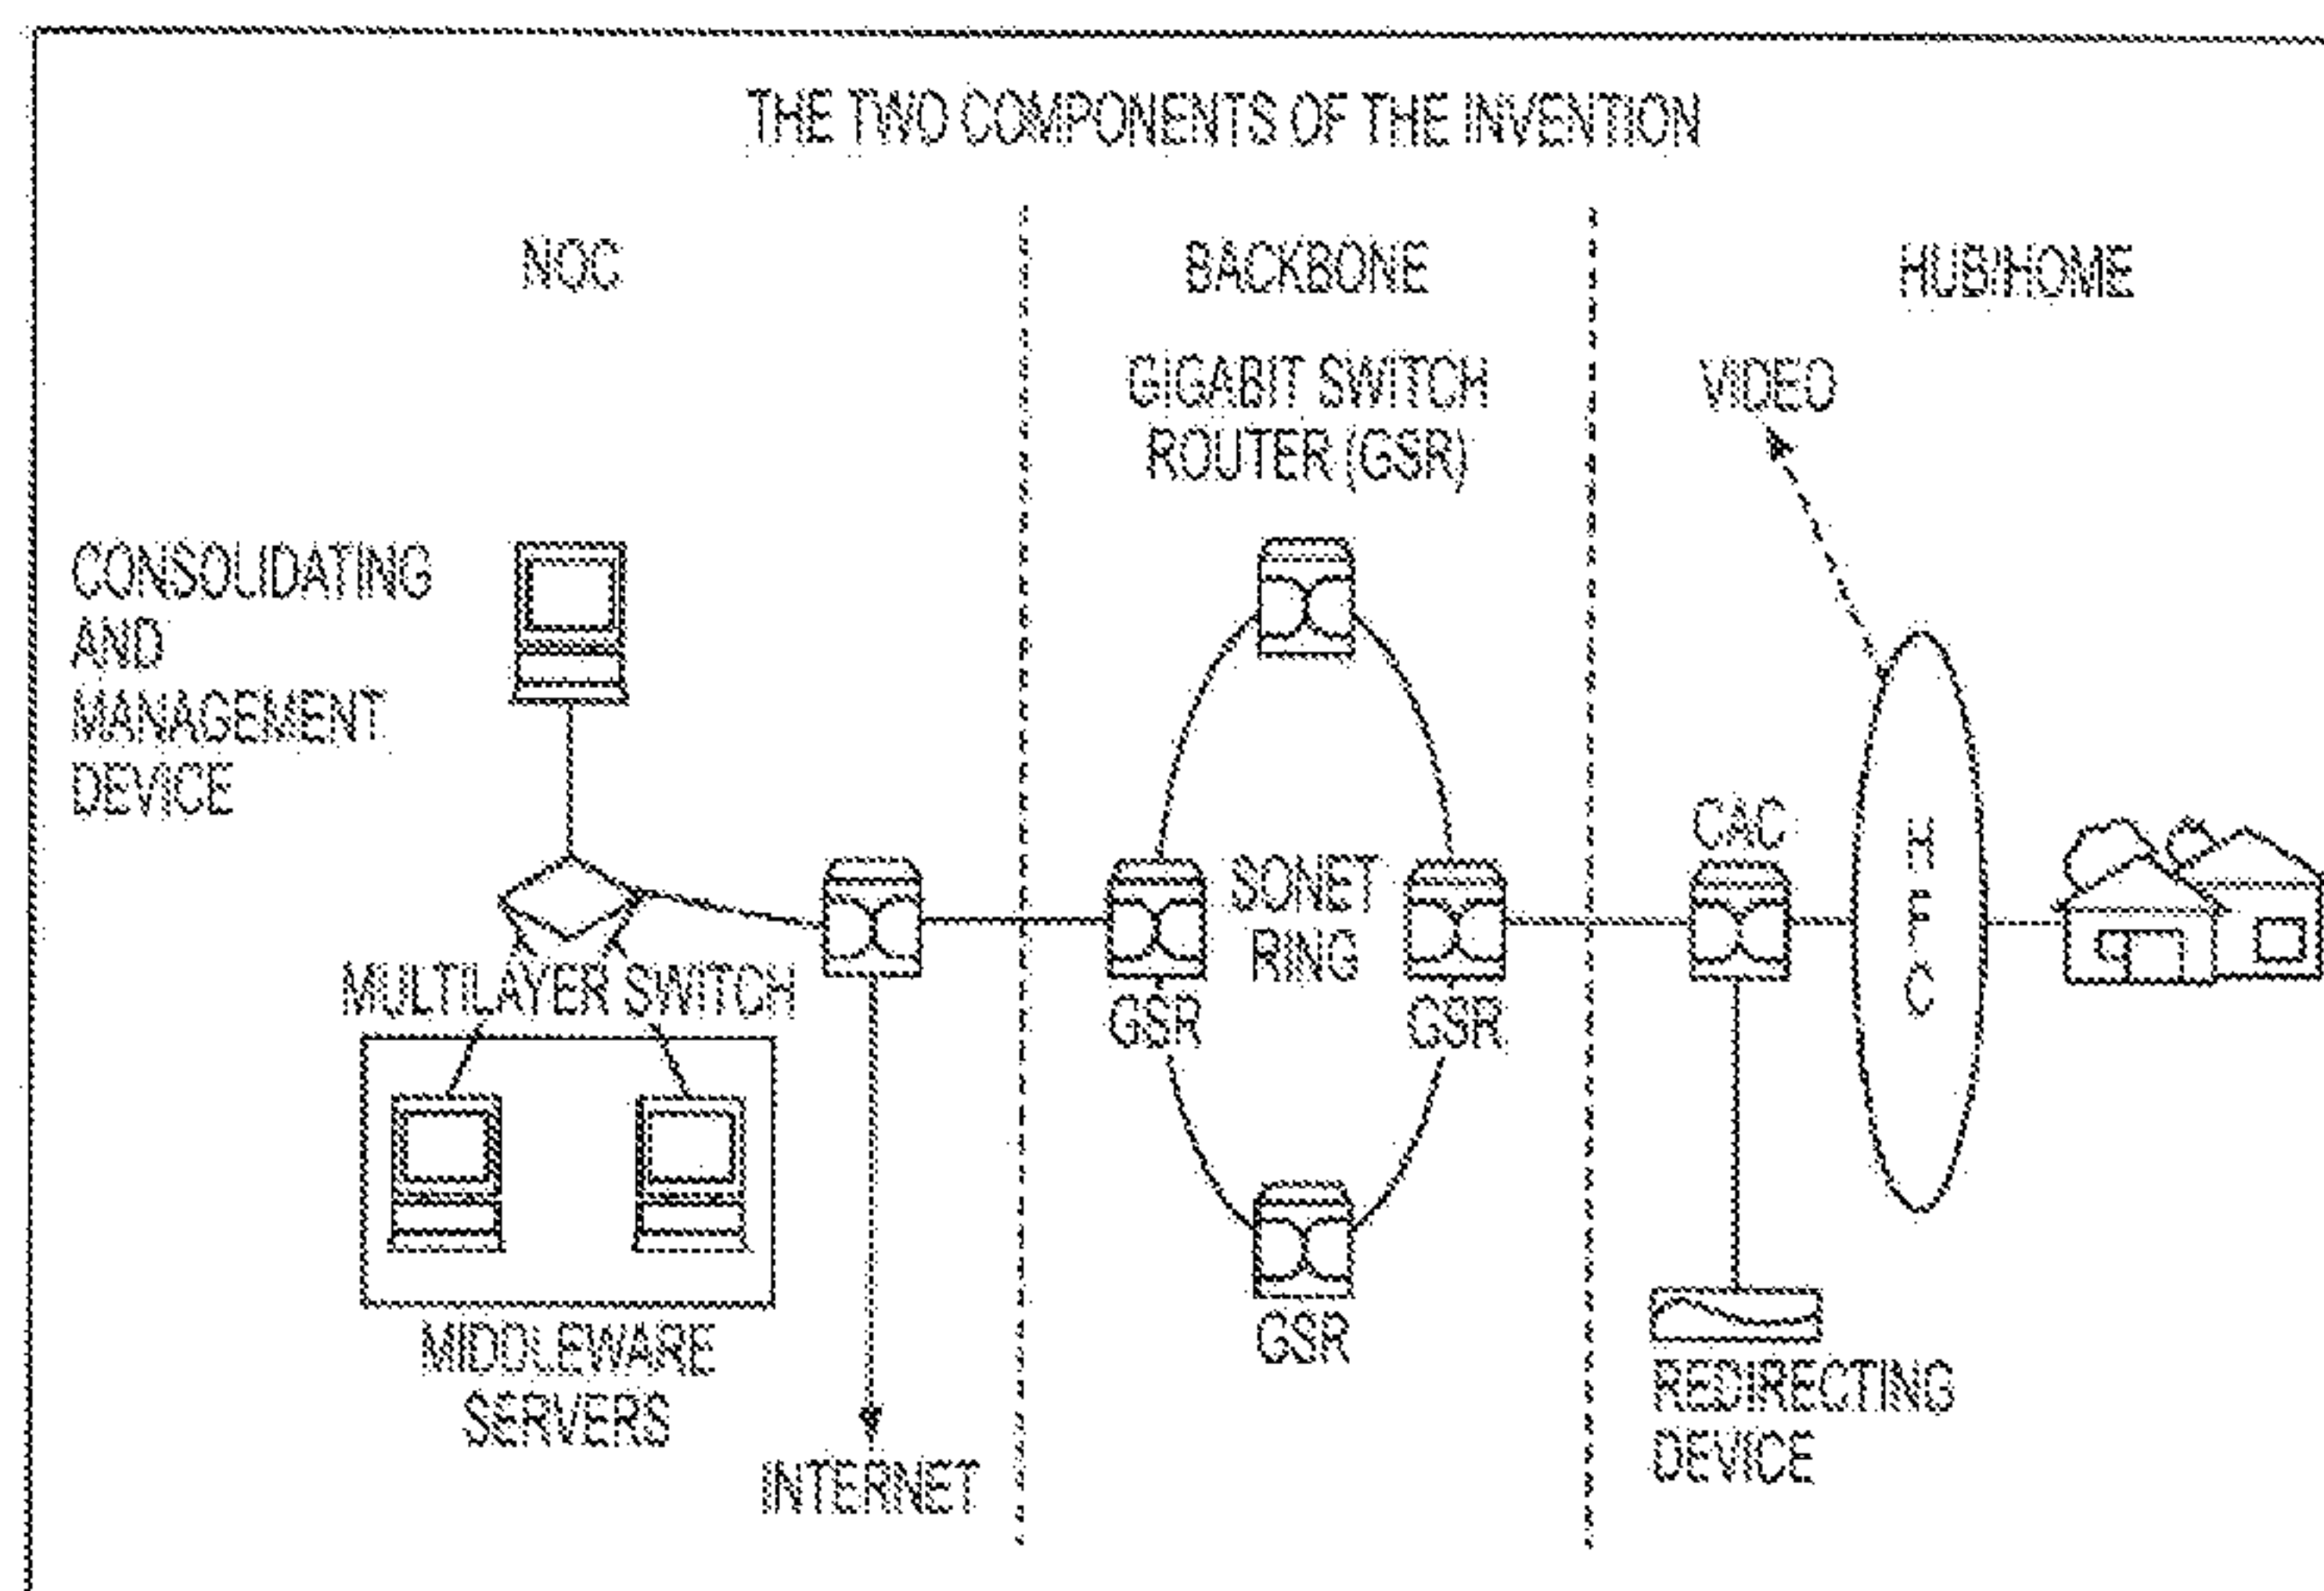 THE TWO COMPONENTS OF THE INVENTION
NOC
BACKBONE
HUB/HOME
GIGABIT SWITCH
ROUTER (GSR)
VIDEO
CONSOLIDATING
AND
MANAGEMENT
DEVICE
MULTILAYER SWITCH
MIDDLEWARE
SERVERS
INTERNET
GSR
SONET
RING
GSR
GSR
CAC
H
F
C
REDIRECTING
DEVICE